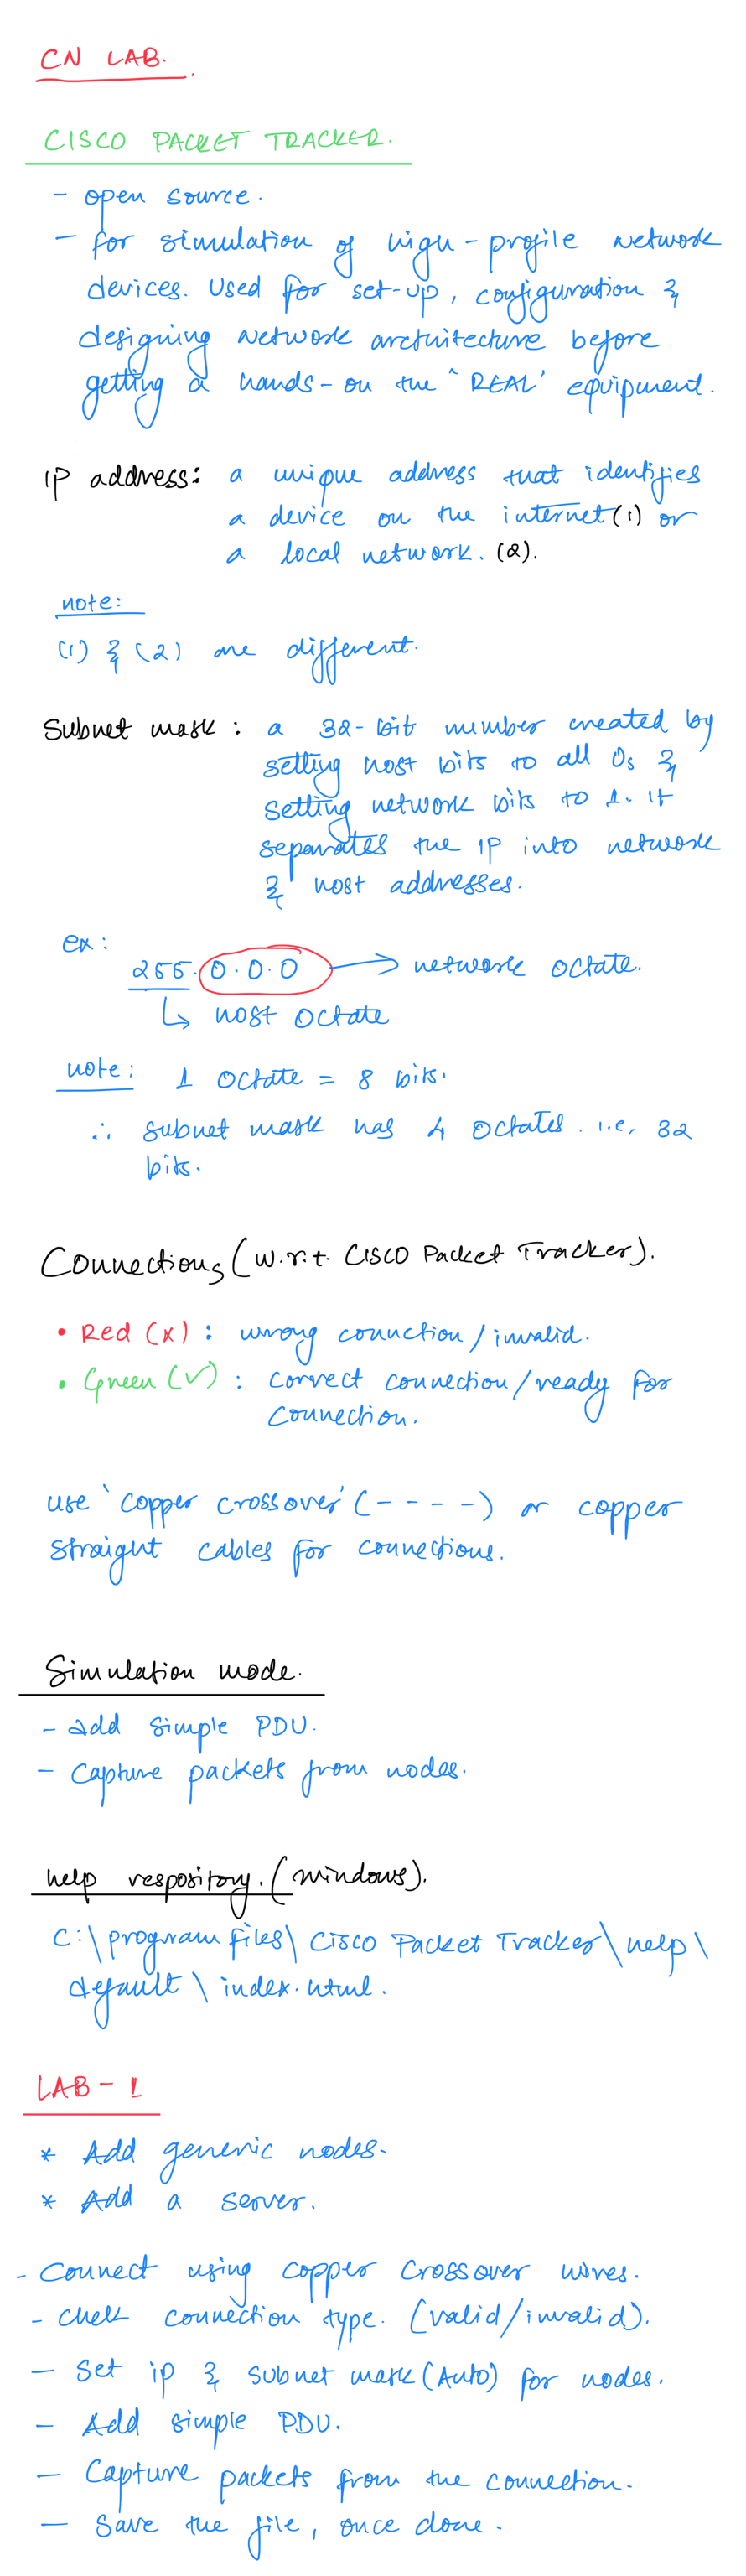 CN LAB.
CISCO PACKET TRACKER.
- open source.
- for simulation of high-profile network
devices. Used for set-up, configuration &
designing network architecture before
getting a hands-on the `REAL' equipment.
IP address: a unique address that identifies
a device on the internet (1) or
a local network. (2).
note:
(1) & (2) are different.
Subnet mask: a 32-bit number created by
setting host bits to all 0s &
setting network bits to 1. It
separates the IP into network
& host addresses.
ex:
255.0.0.0 → network octate.
↳ host octate
note: 1 octate = 8 bits.
∴ subnet mask has 4 octates. i.e, 32
bits.
Connections (w.r.t. CISCO Packet Tracker).
• Red (x): wrong connction/invalid.
• Green (✓): correct connection/ready for
connection.
use `copper crossover' (----) or copper
straight cables for connections.
Simulation mode.
- add simple PDU.
- Capture packets from nodes.
help respository. (windows).
C:\program files\ Cisco Packet Tracker\help\
default\index.html.
LAB-1
* Add generic nodes.
* Add a server.
- Connect using copper crossover wires.
- chek connection type. (valid/invalid).
- Set ip & subnet mask (Auto) for nodes.
- Add simple PDU.
- Capture packets from the connection.
- Save the file, once done.